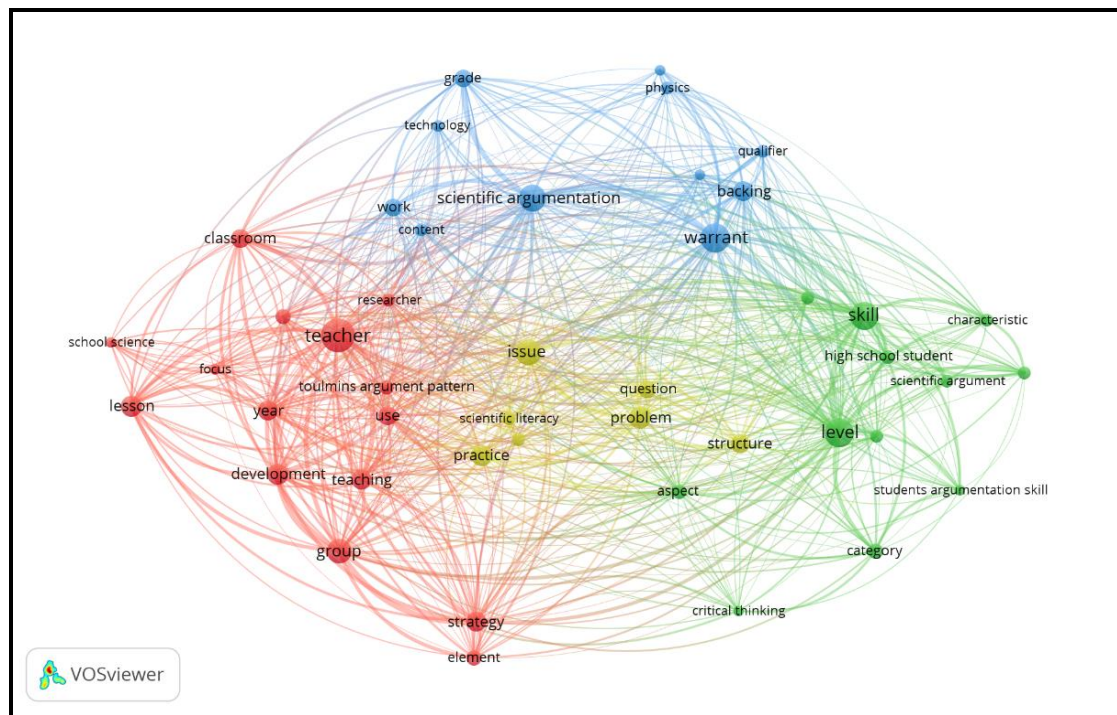 grade
physics
technology
qualifier
backing
scientific argumentation
work
content
warrant
classroom
researcher
skill
characteristic
teacher
school science
issue
high school student
focus
scientific argument
toulmins argument pattern
question
lesson
year
use
scientific literacy
problem
level
structure
practice
development
teaching
aspect
students argumentation skill
group
category
critical thinking
strategy
element
VOSviewer